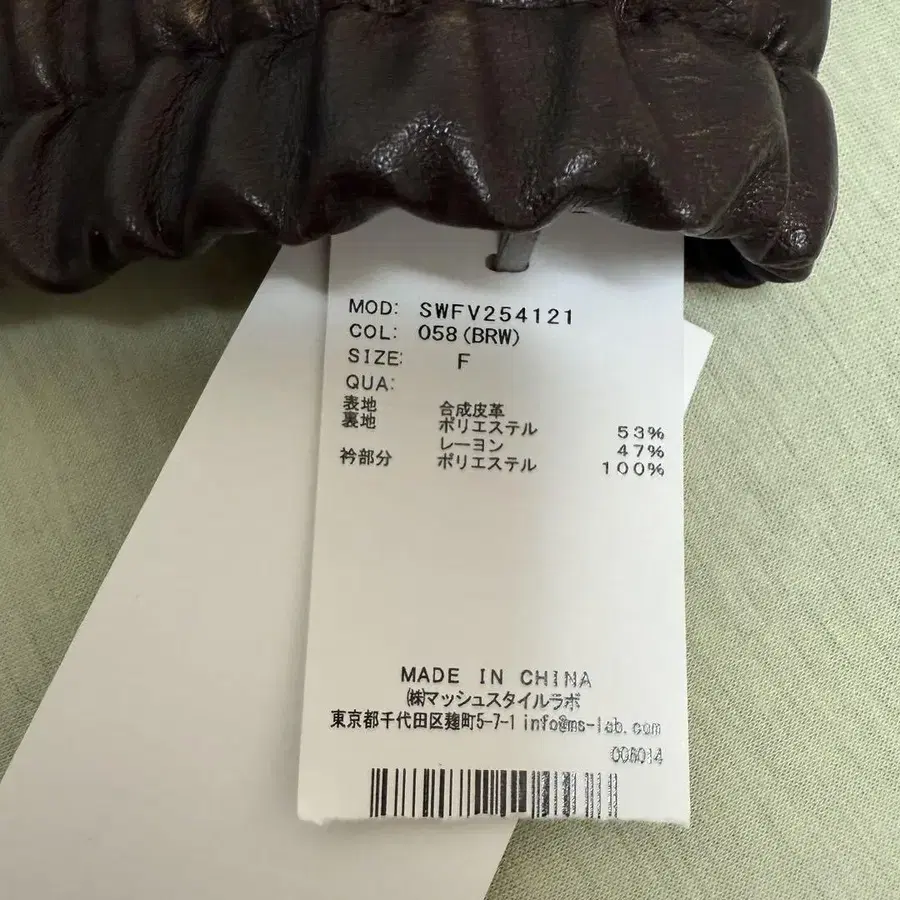 MOD: SWFV254121
COL: 058(BRW)
SIZE: F
QUA:
表地 合成皮革
裏地 ポリエステル 53%
レーヨン 47%
衿部分 ポリエステル 100%
MADE IN CHINA
㈱マッシュスタイルラボ
東京都千代田区麹町5-7-1 info@ms-lab.com
006014